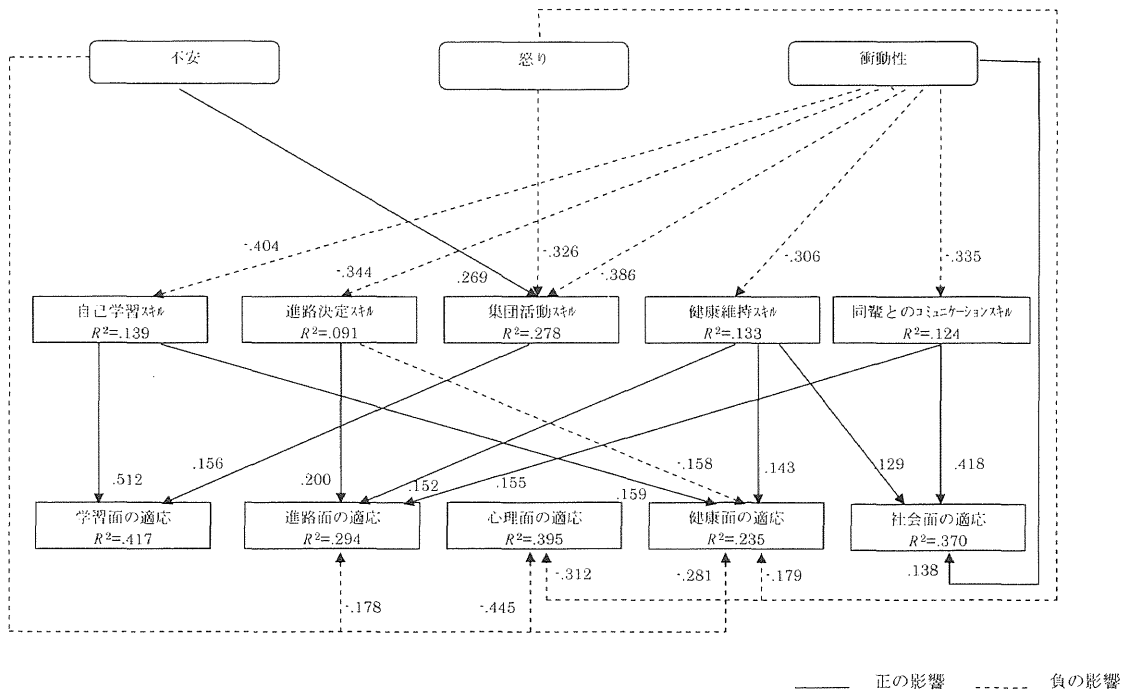 不安
怒り
衝動性
-.404
-.344
.269
-.326
-.386
-.306
-.335
自己学習スキル
R²=.139
進路決定スキル
R²=.091
集団活動スキル
R²=.278
健康維持スキル
R²=.133
同輩とのコミュニケーションスキル
R²=.124
.512
.156
.200
.152
.155
.159
-.158
.143
.129
.418
学習面の適応
R²=.417
進路面の適応
R²=.294
心理面の適応
R²=.395
健康面の適応
R²=.235
社会面の適応
R²=.370
-.178
-.445
-.312
-.281
-.179
.138
正の影響
負の影響